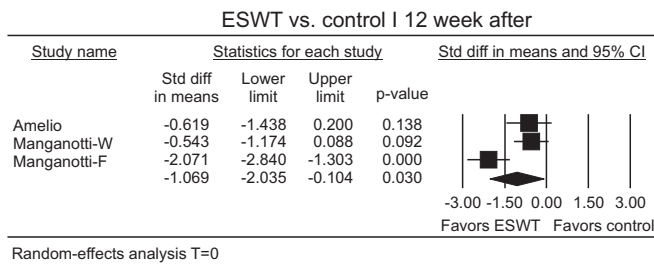 ESWT vs. control I 12 week after
Study name Statistics for each study Std diff in means and 95% CI
Std diff in means Lower limit Upper limit p-value
Amelio -0.619 -1.438 0.200 0.138
Manganotti-W -0.543 -1.174 0.088 0.092
Manganotti-F -2.071 -2.840 -1.303 0.000
-1.069 -2.035 -0.104 0.030
-3.00 -1.50 0.00 1.50 3.00
Favors ESWT Favors control
Random-effects analysis T=0